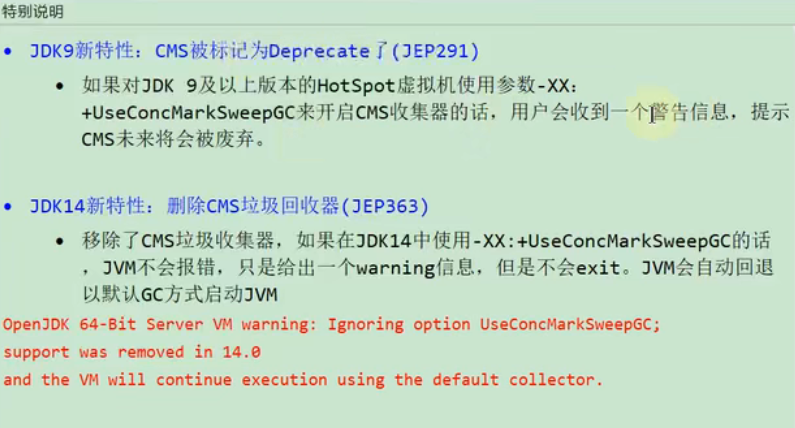 特别说明
• JDK9新特性：CMS被标记为Deprecate了(JEP291)
• 如果对JDK 9及以上版本的HotSpot虚拟机使用参数-XX：
+UseConcMarkSweepGC来开启CMS收集器的话，用户会收到一个警告信息，提示
CMS未来将会被废弃。
• JDK14新特性：删除CMS垃圾回收器(JEP363)
• 移除了CMS垃圾收集器，如果在JDK14中使用-XX:+UseConcMarkSweepGC的话
，JVM不会报错，只是给出一个warning信息，但是不会exit。JVM会自动回退
以默认GC方式启动JVM
OpenJDK 64-Bit Server VM warning: Ignoring option UseConcMarkSweepGC;
support was removed in 14.0
and the VM will continue execution using the default collector.